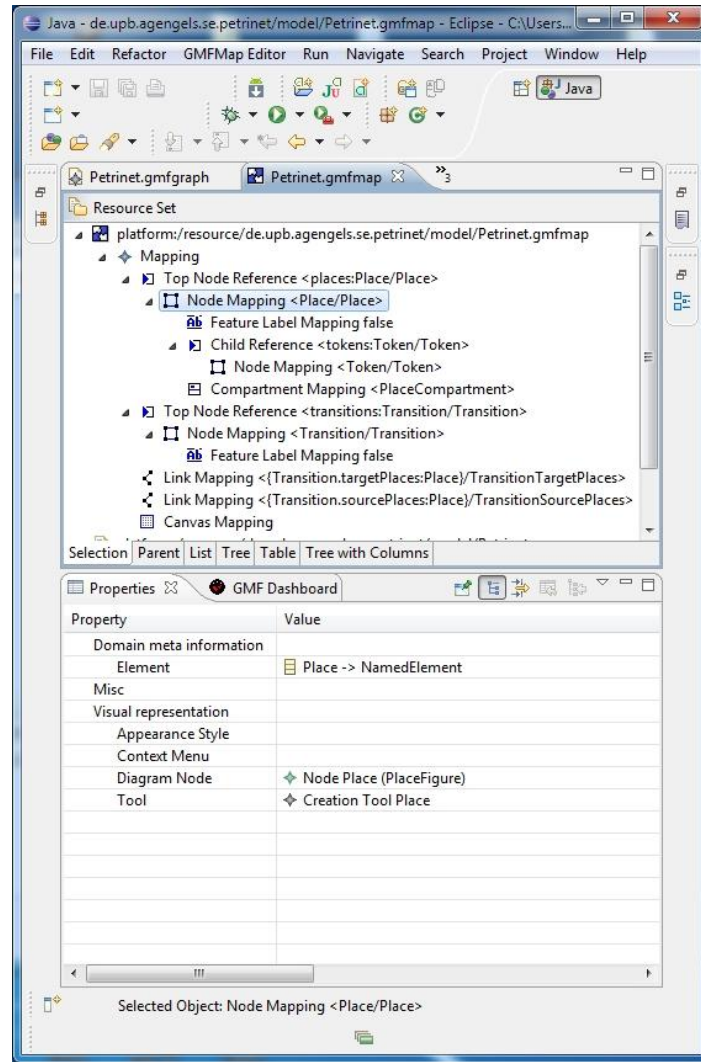 Java - de.upb.agengels.se.petrinet/model/Petrinet.gmfmap - Eclipse - C:\Users...
File Edit Refactor GMFMap Editor Run Navigate Search Project Window Help
Java
Petrinet.gmfgraph Petrinet.gmfmap »3
Resource Set
platform:/resource/de.upb.agengels.se.petrinet/model/Petrinet.gmfmap
Mapping
Top Node Reference <places:Place/Place>
Node Mapping <Place/Place>
Ab Feature Label Mapping false
Child Reference <tokens:Token/Token>
Node Mapping <Token/Token>
Compartment Mapping <PlaceCompartment>
Top Node Reference <transitions:Transition/Transition>
Node Mapping <Transition/Transition>
Ab Feature Label Mapping false
Link Mapping <{Transition.targetPlaces:Place}/TransitionTargetPlaces>
Link Mapping <{Transition.sourcePlaces:Place}/TransitionSourcePlaces>
Canvas Mapping
Selection Parent List Tree Table Tree with Columns
Properties GMF Dashboard
Property Value
Domain meta information
Element Place -> NamedElement
Misc
Visual representation
Appearance Style
Context Menu
Diagram Node Node Place (PlaceFigure)
Tool Creation Tool Place
Selected Object: Node Mapping <Place/Place>